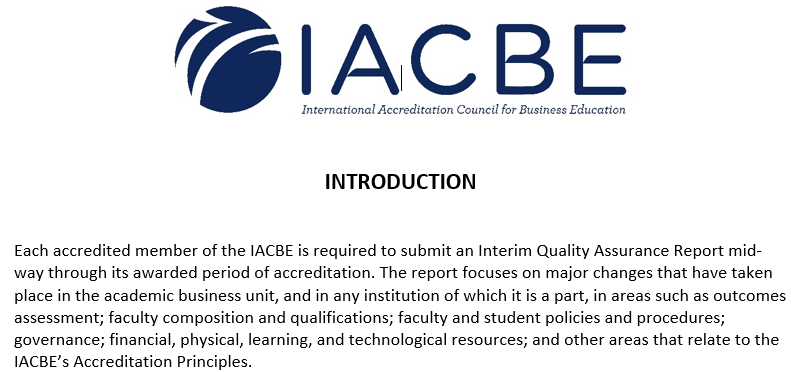 IACBE
International Accreditation Council for Business Education
INTRODUCTION
Each accredited member of the IACBE is required to submit an Interim Quality Assurance Report mid-
way through its awarded period of accreditation. The report focuses on major changes that have taken
place in the academic business unit, and in any institution of which it is a part, in areas such as outcomes
assessment; faculty composition and qualifications; faculty and student policies and procedures;
governance; financial, physical, learning, and technological resources; and other areas that relate to the
IACBE’s Accreditation Principles.